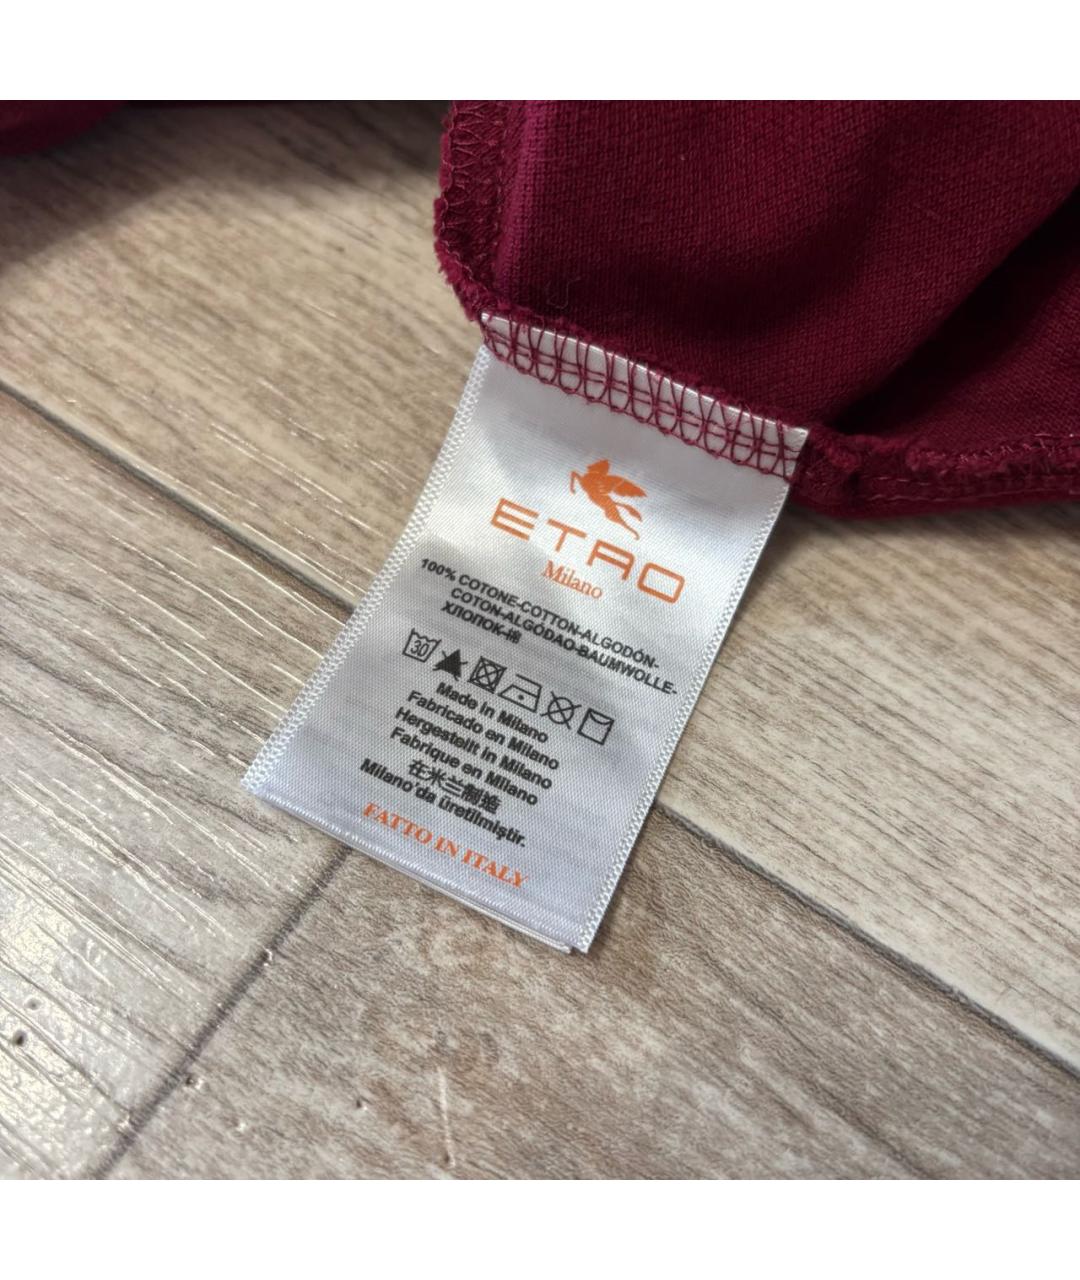 ETRO
Milano
100% COTONE-COTTON-ALGODÓN-
COTON-ALGÓDAO-BAUMWOLLE-
ХЛОПОК-棉
30
Made in Milano
Fabricado en Milano
Hergestellt in Milano
Fabrique en Milano
在米兰制造
Milano'da üretilmiştir.
FATTO IN ITALY